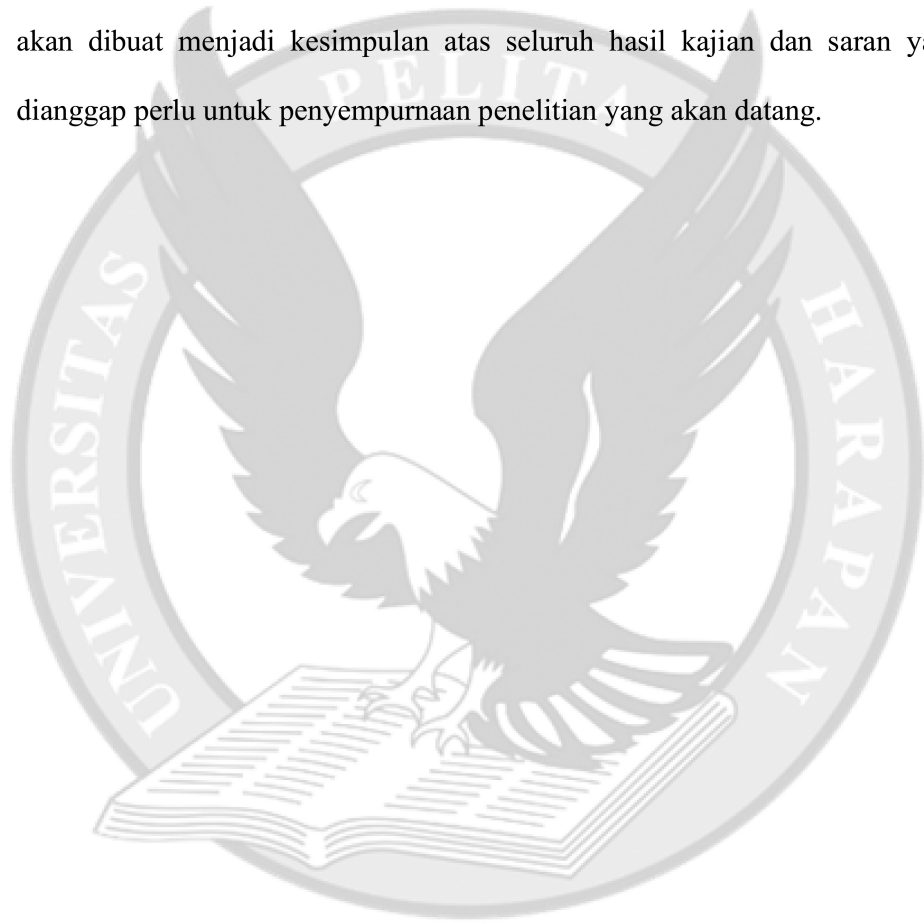 akan dibuat menjadi kesimpulan atas seluruh hasil kajian dan saran
dianggap perlu untuk penyempurnaan penelitian yang akan datang.
UNIVERSITAS PELITA HARAPAN